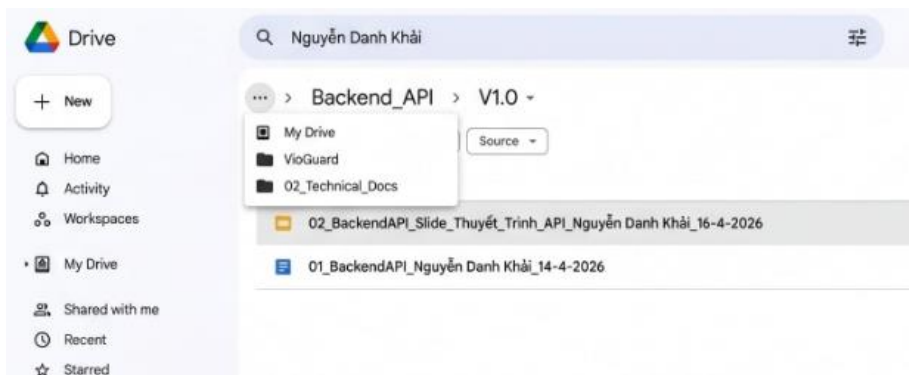 Drive
Nguyễn Danh Khải
New
... > Backend_API > V1.0
My Drive
Source
VioGuard
02_Technical_Docs
Home
Activity
Workspaces
My Drive
Shared with me
Recent
Starred
02_BackendAPI_Slide_Thuyết_Trình_API_Nguyễn Danh Khải_16-4-2026
01_BackendAPI_Nguyễn Danh Khải_14-4-2026